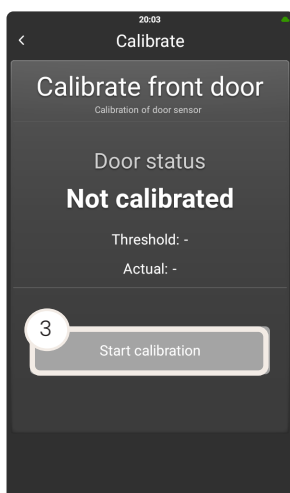 20:03
Calibrate
Calibrate front door
Calibration of door sensor
Door status
Not calibrated
Threshold: -
Actual: -
3
Start calibration